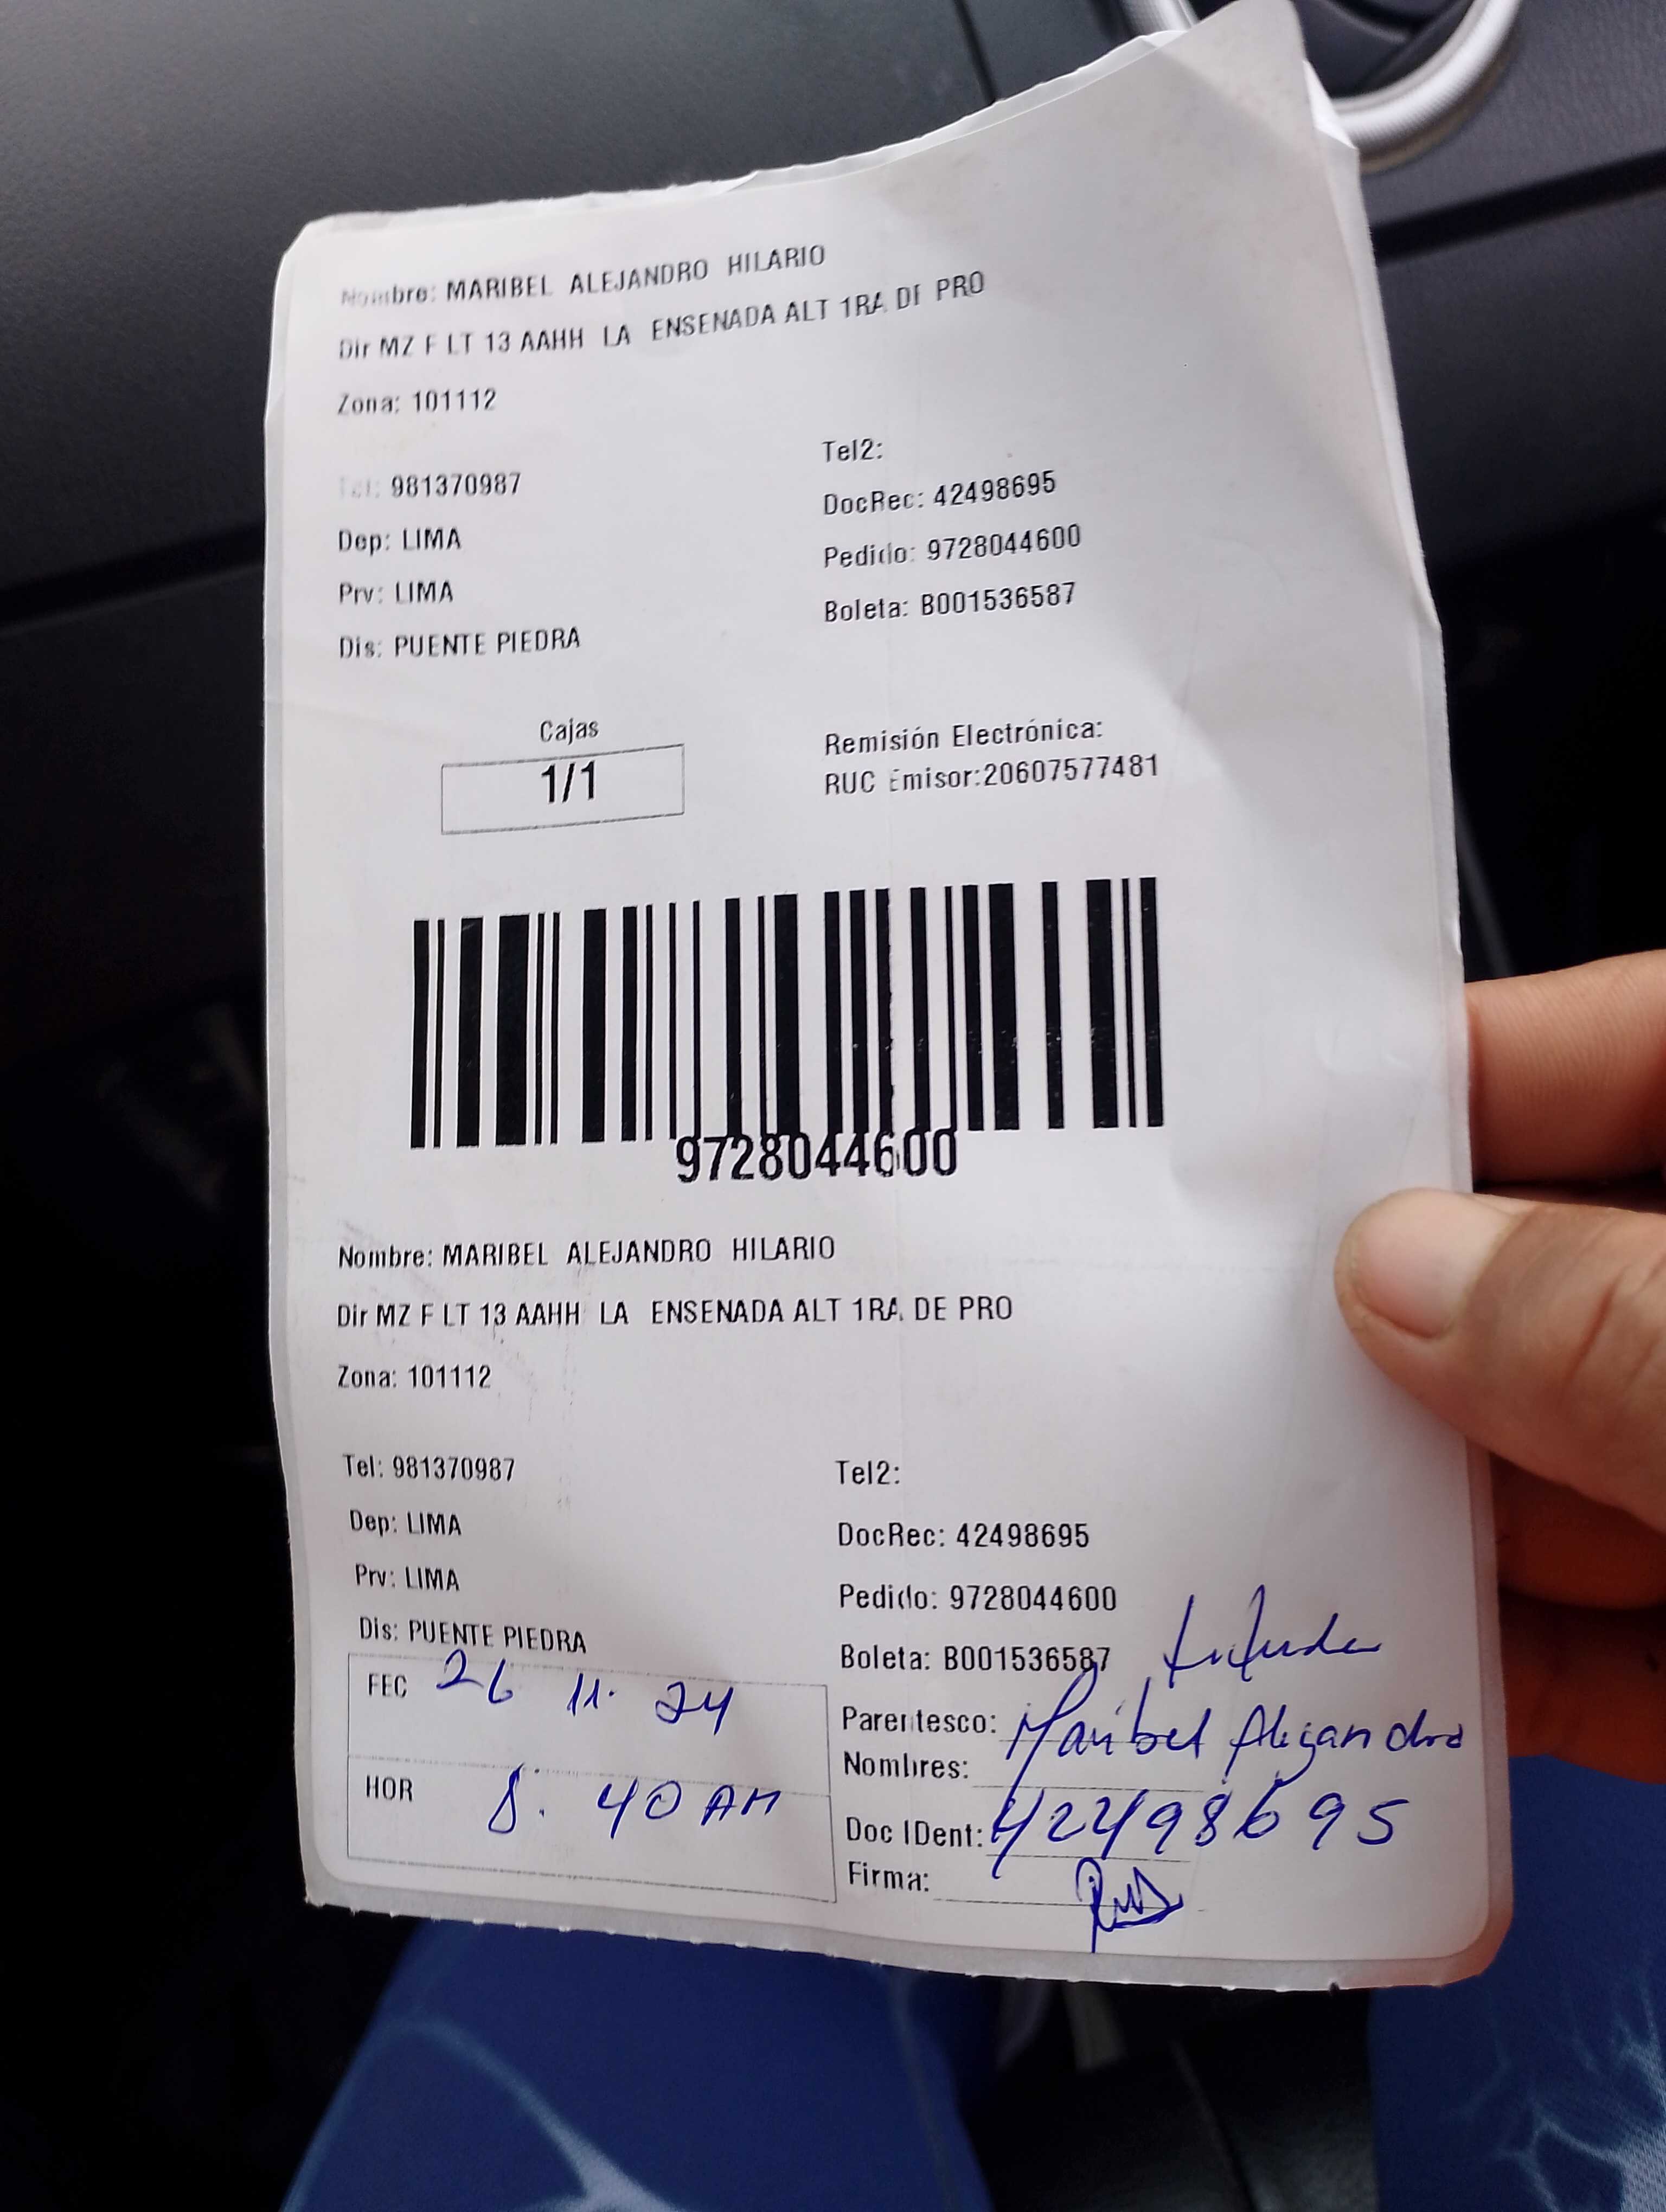 Nombre: MARIBEL ALEJANDRO HILARIO
Dir MZ F LT 13 AAHH LA ENSENADA ALT 1RA DE PRO
Zona: 101112
Tel: 981370987
Tel2:
DocRec: 42498695
Dep: LIMA
Pedido: 9728044600
Prv: LIMA
Boleta: B001536587
Dis: PUENTE PIEDRA
Cajas
1/1
Remisión Electrónica:
RUC Emisor:20607577481
9728044600
Nombre: MARIBEL ALEJANDRO HILARIO
Dir MZ F LT 13 AAHH LA ENSENADA ALT 1RA DE PRO
Zona: 101112
Tel: 981370987
Tel2:
Dep: LIMA
DocRec: 42498695
Prv: LIMA
Pedido: 9728044600
Dis: PUENTE PIEDRA
Boleta: B001536587
FEC 26 11. 24
Parentesco:
Maribel Alejandro
Nombres:
HOR 8. 40 AM
Doc IDent: 42498695
Firma: